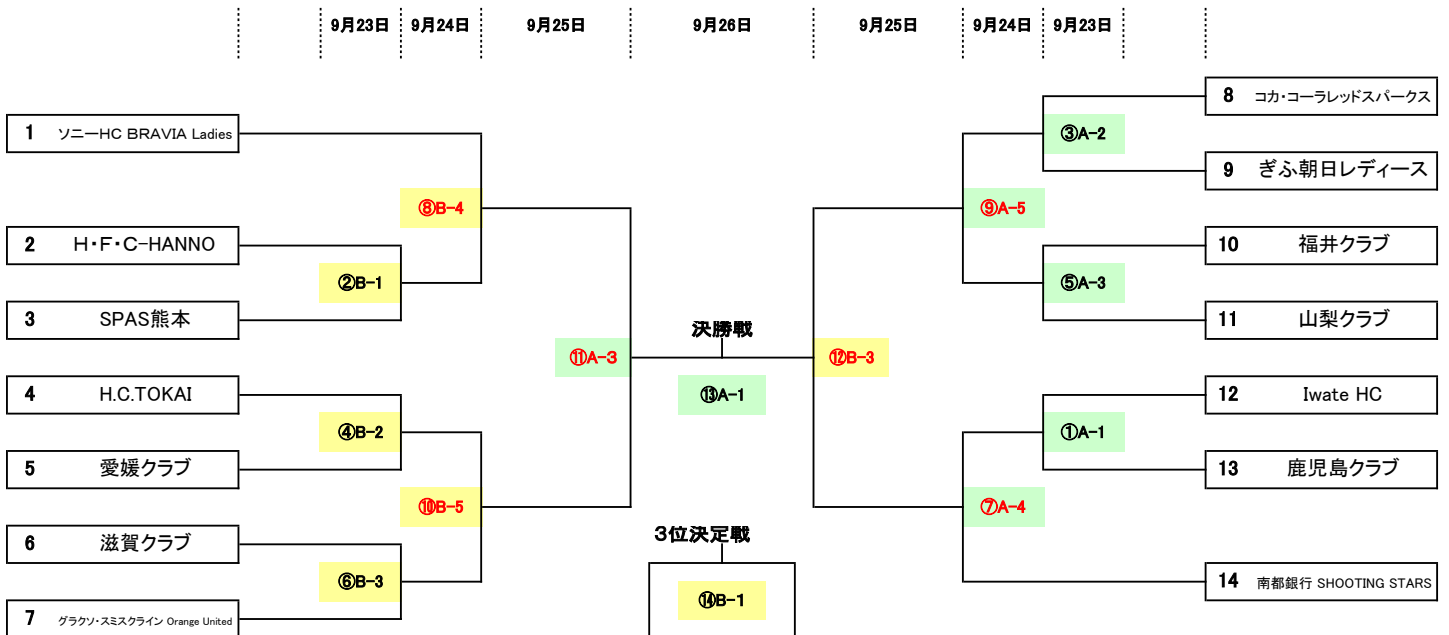 9月23日 9月24日 9月25日 9月26日 9月25日 9月24日 9月23日
8 コカ・コーラレッドスパークス
1 ソニーHC BRAVIA Ladies
③A-2
9 ぎふ朝日レディース
⑧B-4
⑨A-5
2 H・F・C-HANNO
10 福井クラブ
②B-1
⑤A-3
3 SPAS熊本
11 山梨クラブ
決勝戦
⑪A-3
⑫B-3
4 H.C.TOKAI
⑬A-1
12 Iwate HC
④B-2
①A-1
5 愛媛クラブ
13 鹿児島クラブ
⑩B-5
⑦A-4
3位決定戦
6 滋賀クラブ
⑥B-3
14 南都銀行 SHOOTING STARS
⑭B-1
7 グラクソ・スミスクライン Orange United